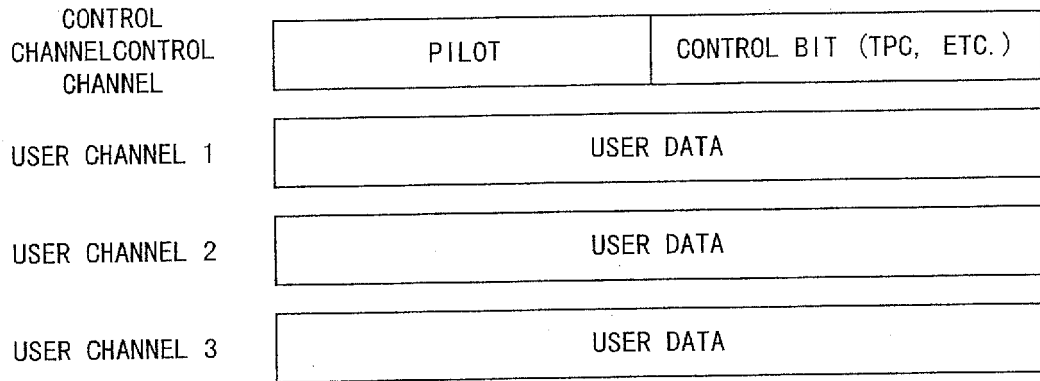 CONTROL
CHANNELCONTROL
CHANNEL
PILOT
CONTROL BIT (TPC, ETC.)
USER CHANNEL 1
USER DATA
USER CHANNEL 2
USER DATA
USER CHANNEL 3
USER DATA